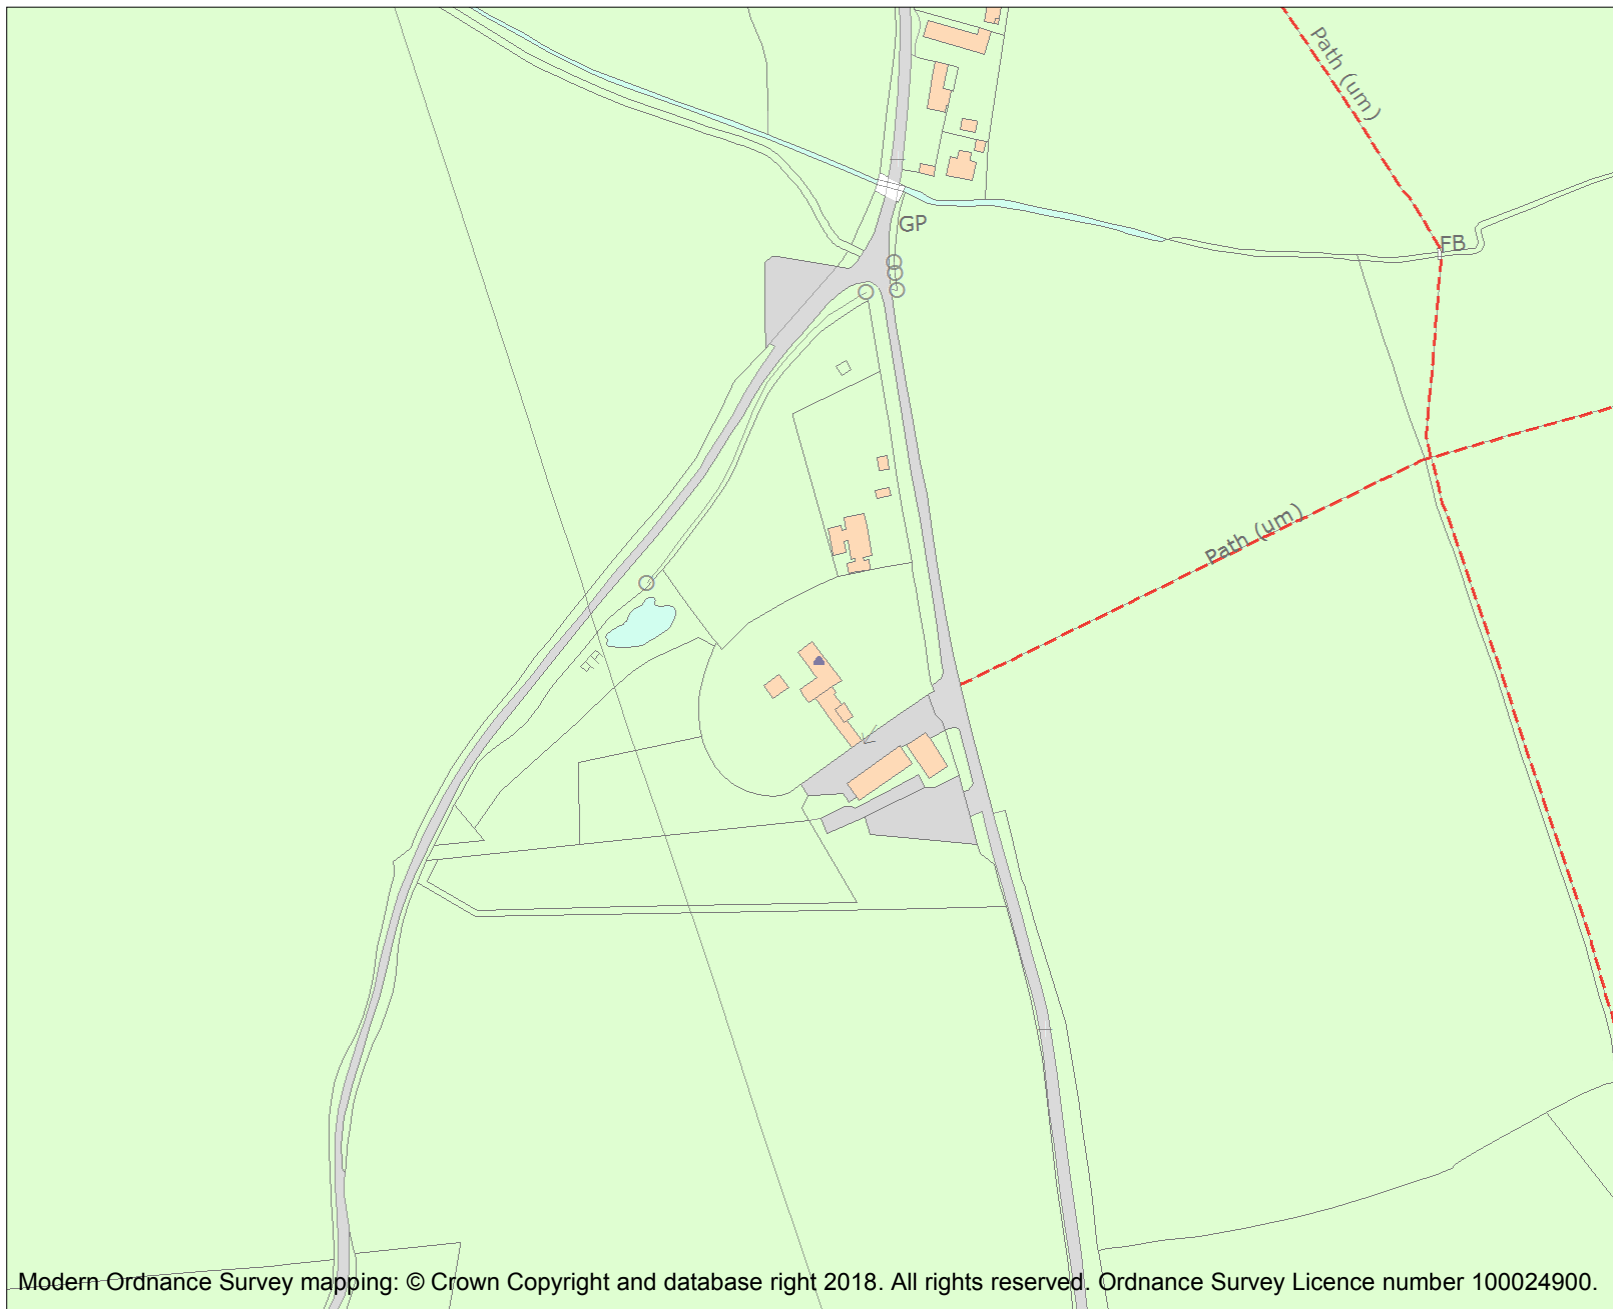 Path (um)
GP
FB
Path (um)
Modern Ordnance Survey mapping: © Crown Copyright and database right 2018. All rights reserved. Ordnance Survey Licence number 100024900.